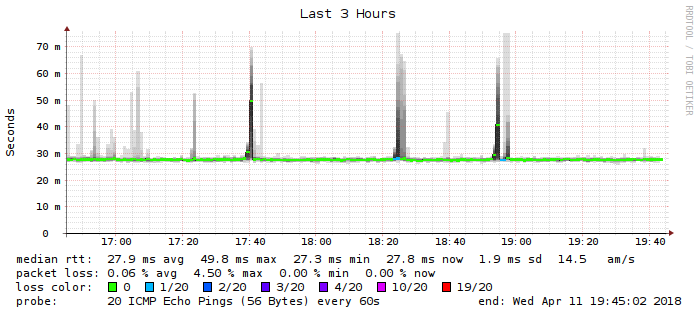 Last 3 Hours
RRDTOOL / TOBI OETIKER
Seconds
70 m
60 m
50 m
40 m
30 m
20 m
10 m
0
17:00 17:20 17:40 18:00 18:20 18:40 19:00 19:20 19:40
median rtt: 27.9 ms avg 49.8 ms max 27.3 ms min 27.8 ms now 1.9 ms sd 14.5 am/s
packet loss: 0.06 % avg 4.50 % max 0.00 % min 0.00 % now
loss color: 0 1/20 2/20 3/20 4/20 10/20 19/20
probe: 20 ICMP Echo Pings (56 Bytes) every 60s end: Wed Apr 11 19:45:02 2018